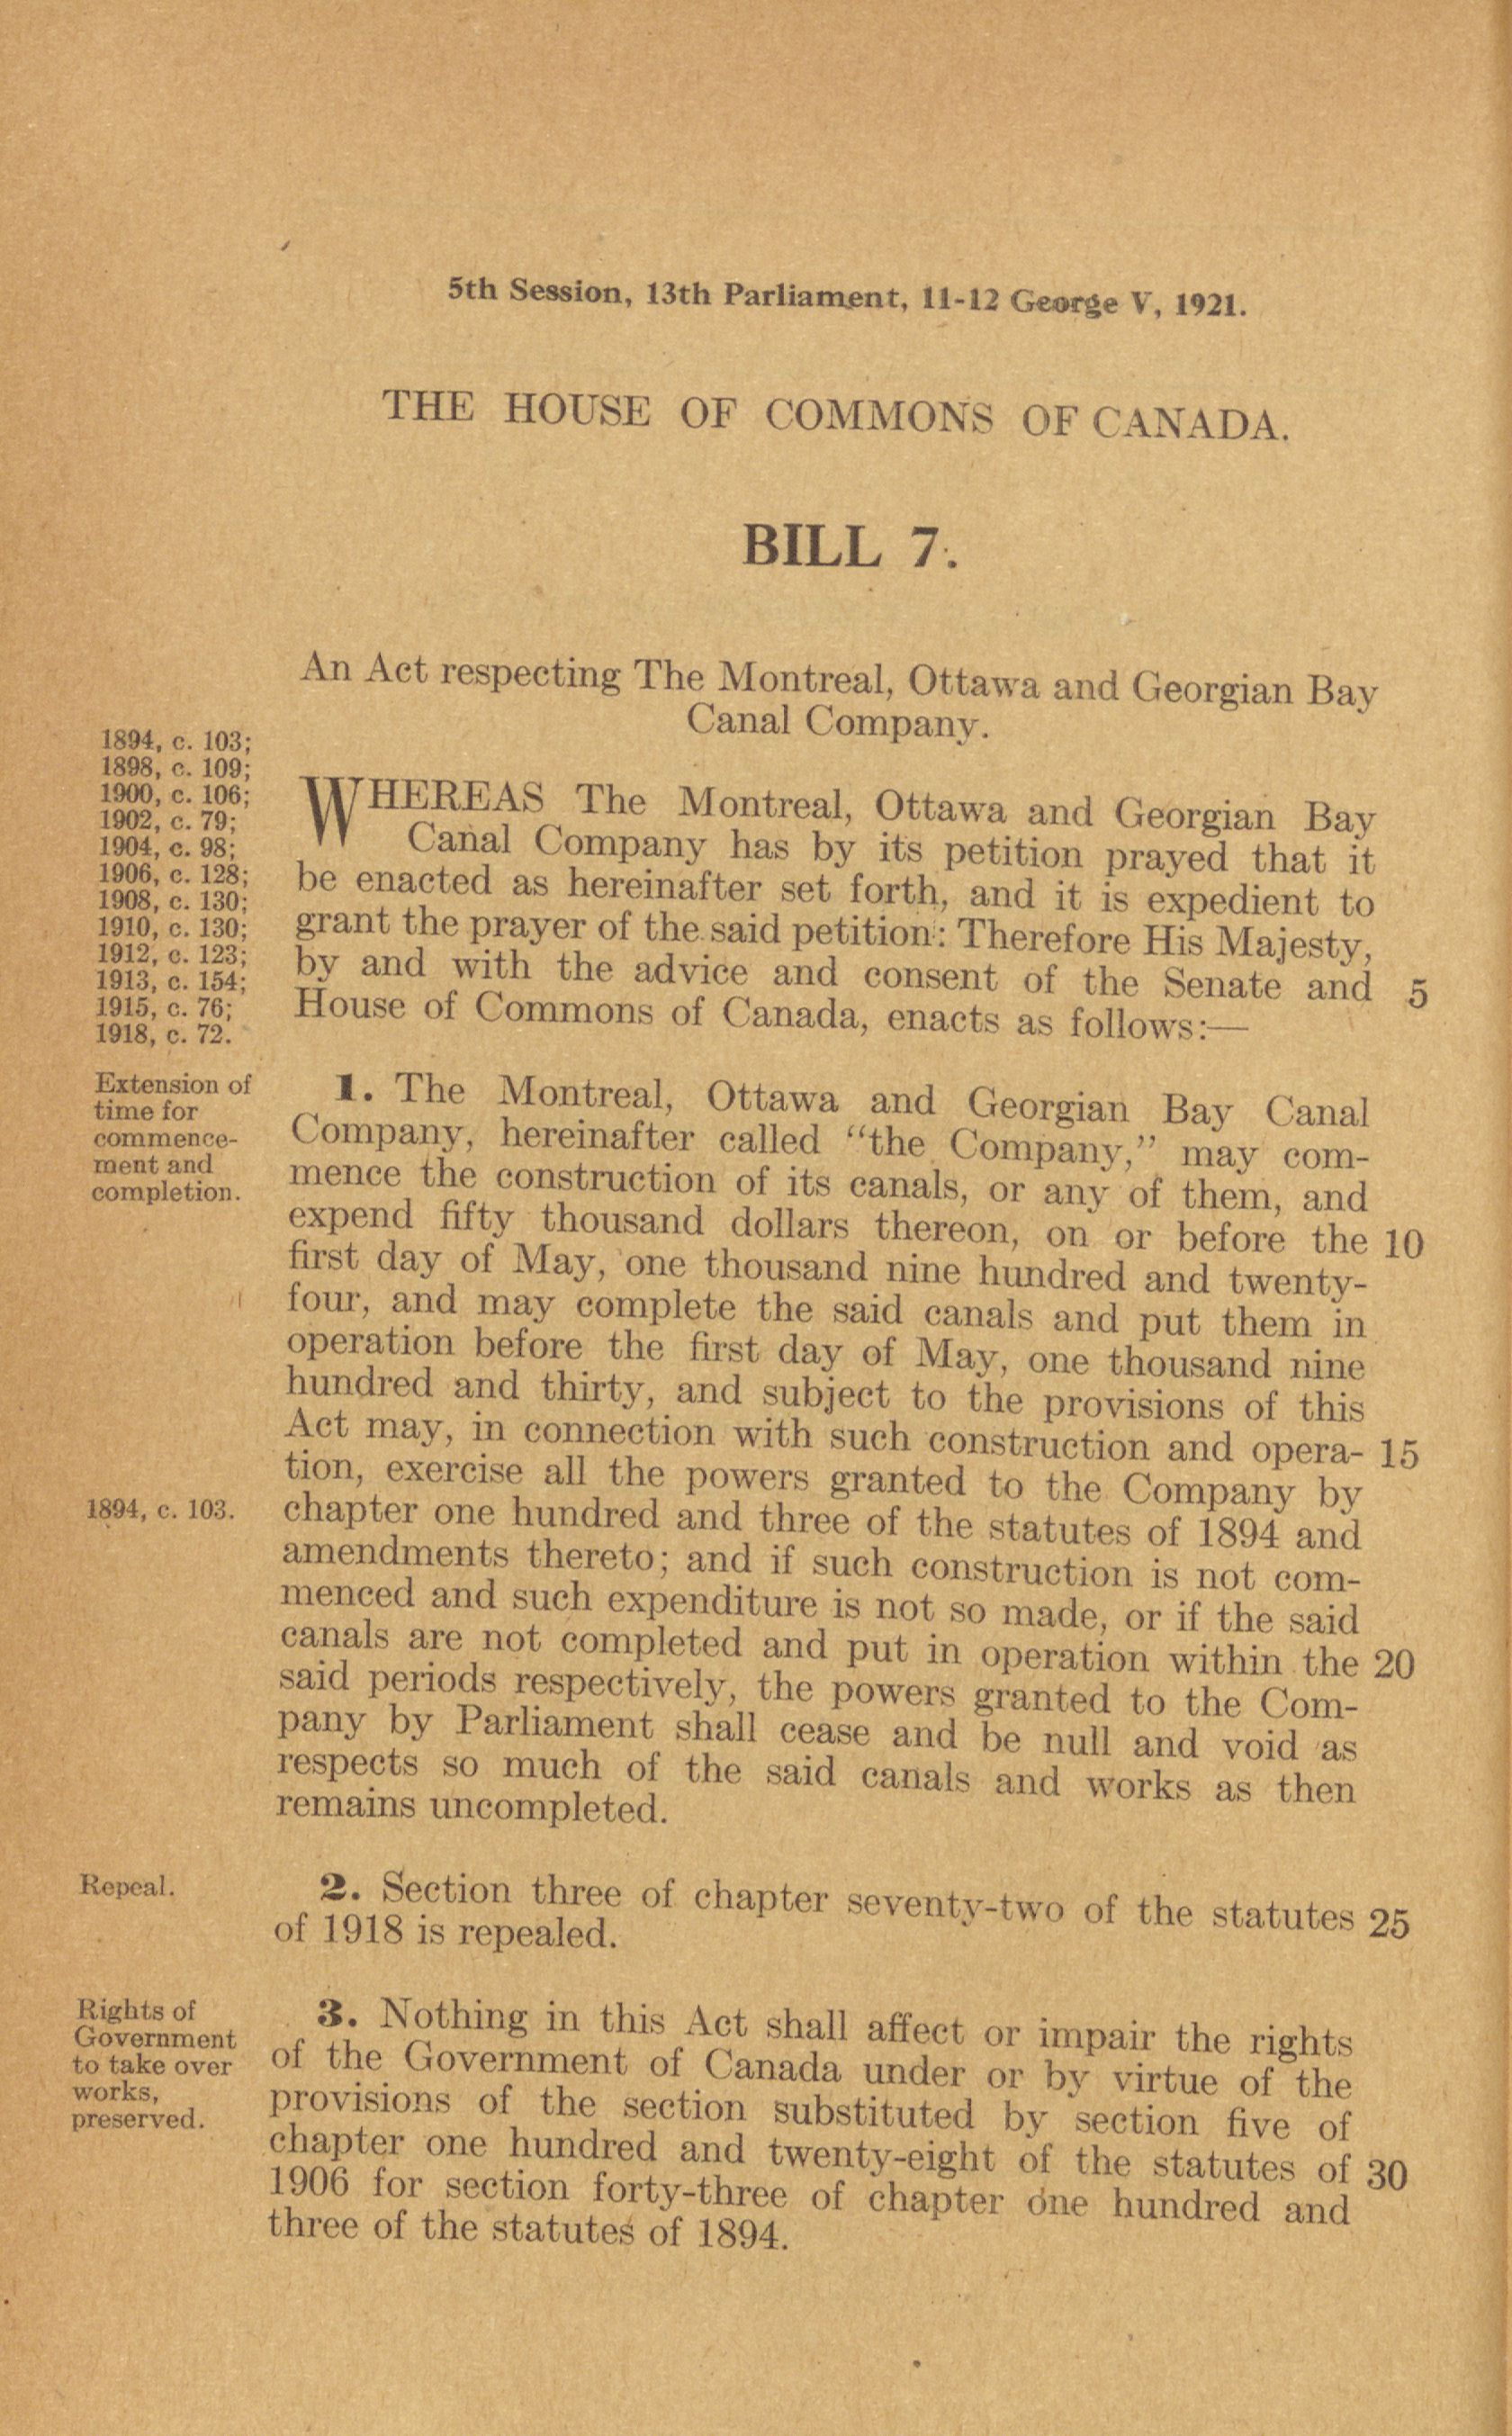 5th Session, 13th Parliament, 11-12 George V, 1921.
THE HOUSE OF COMMONS OF CANADA.
BILL 7.
An Act respecting The Montreal, Ottawa and Georgian Bay
Canal Company.
1894, c. 103;
1898, c. 109;
1900, c. 106;
1902, c. 79;
1904, c. 98;
1906, c. 128;
1908, c. 130;
1910, c. 130;
1912, c. 123;
1913, c. 154;
1915, c. 76;
1918, c. 72.
WHEREAS The Montreal, Ottawa and Georgian Bay
Canal Company has by its petition prayed that it
be enacted as hereinafter set forth, and it is expedient to
grant the prayer of the said petition: Therefore His Majesty,
by and with the advice and consent of the Senate and 5
House of Commons of Canada, enacts as follows:—
Extension of
time for
commence-
ment and
completion.
1. The Montreal, Ottawa and Georgian Bay Canal
Company, hereinafter called “the Company,” may com-
mence the construction of its canals, or any of them, and
expend fifty thousand dollars thereon, on or before the 10
first day of May, one thousand nine hundred and twenty-
four, and may complete the said canals and put them in
operation before the first day of May, one thousand nine
hundred and thirty, and subject to the provisions of this
Act may, in connection with such construction and opera- 15
tion, exercise all the powers granted to the Company by
1894, c. 103.
chapter one hundred and three of the statutes of 1894 and
amendments thereto; and if such construction is not com-
menced and such expenditure is not so made, or if the said
canals are not completed and put in operation within the 20
said periods respectively, the powers granted to the Com-
pany by Parliament shall cease and be null and void as
respects so much of the said canals and works as then
remains uncompleted.
Repeal.
2. Section three of chapter seventy-two of the statutes 25
of 1918 is repealed.
Rights of
Government
to take over
works,
preserved.
3. Nothing in this Act shall affect or impair the rights
of the Government of Canada under or by virtue of the
provisions of the section substituted by section five of
chapter one hundred and twenty-eight of the statutes of 30
1906 for section forty-three of chapter one hundred and
three of the statutes of 1894.